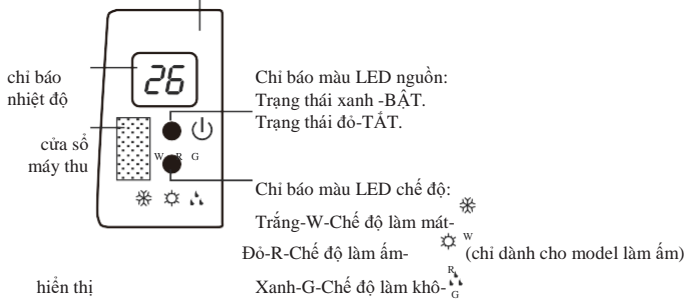 26
chỉ báo
nhiệt độ
cửa sổ
máy thu
W R G
Chỉ báo màu LED nguồn:
Trạng thái xanh -BẬT.
Trạng thái đỏ-TẮT.
Chỉ báo màu LED chế độ:
Trắng-W-Chế độ làm mát-
W
Đỏ-R-Chế độ làm ấm- (chỉ dành cho model làm ấm)
R
Xanh-G-Chế độ làm khô-
G
hiển thị